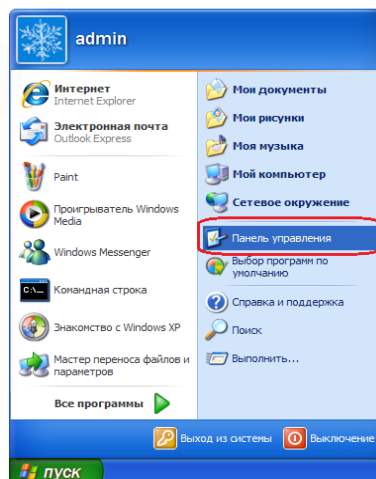 admin
Интернет
Internet Explorer
Электронная почта
Outlook Express
Paint
Проигрыватель Windows
Media
Windows Messenger
C:\_
Командная строка
Знакомство с Windows XP
Мастер переноса файлов и
параметров
Все программы
Мои документы
Мои рисунки
Моя музыка
Мой компьютер
Сетевое окружение
Панель управления
Выбор программ по
умолчанию
Справка и поддержка
Поиск
Выполнить...
Выход из системы
Выключение
пуск